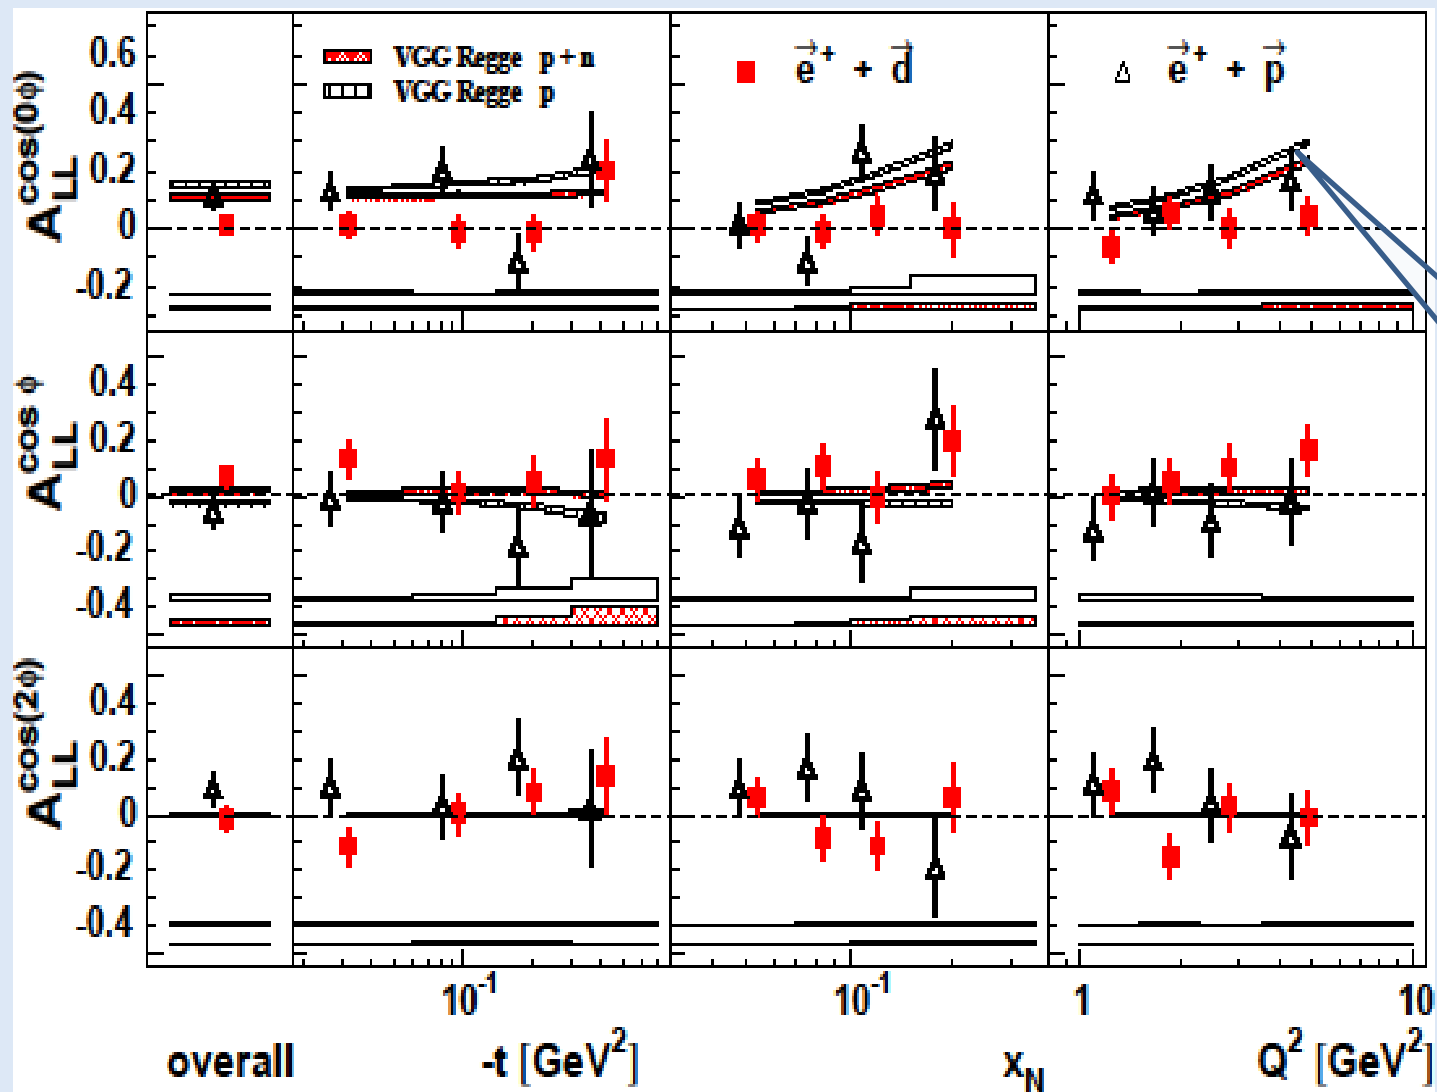 VGG Regge p + n
VGG Regge p
e⃗⁺ + d⃗
e⃗⁺ + p⃗
A_LL^cos(0φ)
0.6
0.4
0.2
0
-0.2
A_LL^cos φ
0.4
0.2
0
-0.2
-0.4
A_LL^cos(2φ)
0.4
0.2
0
-0.2
-0.4
10⁻¹
10⁻¹
1
10
overall
-t [GeV²]
x_N
Q² [GeV²]